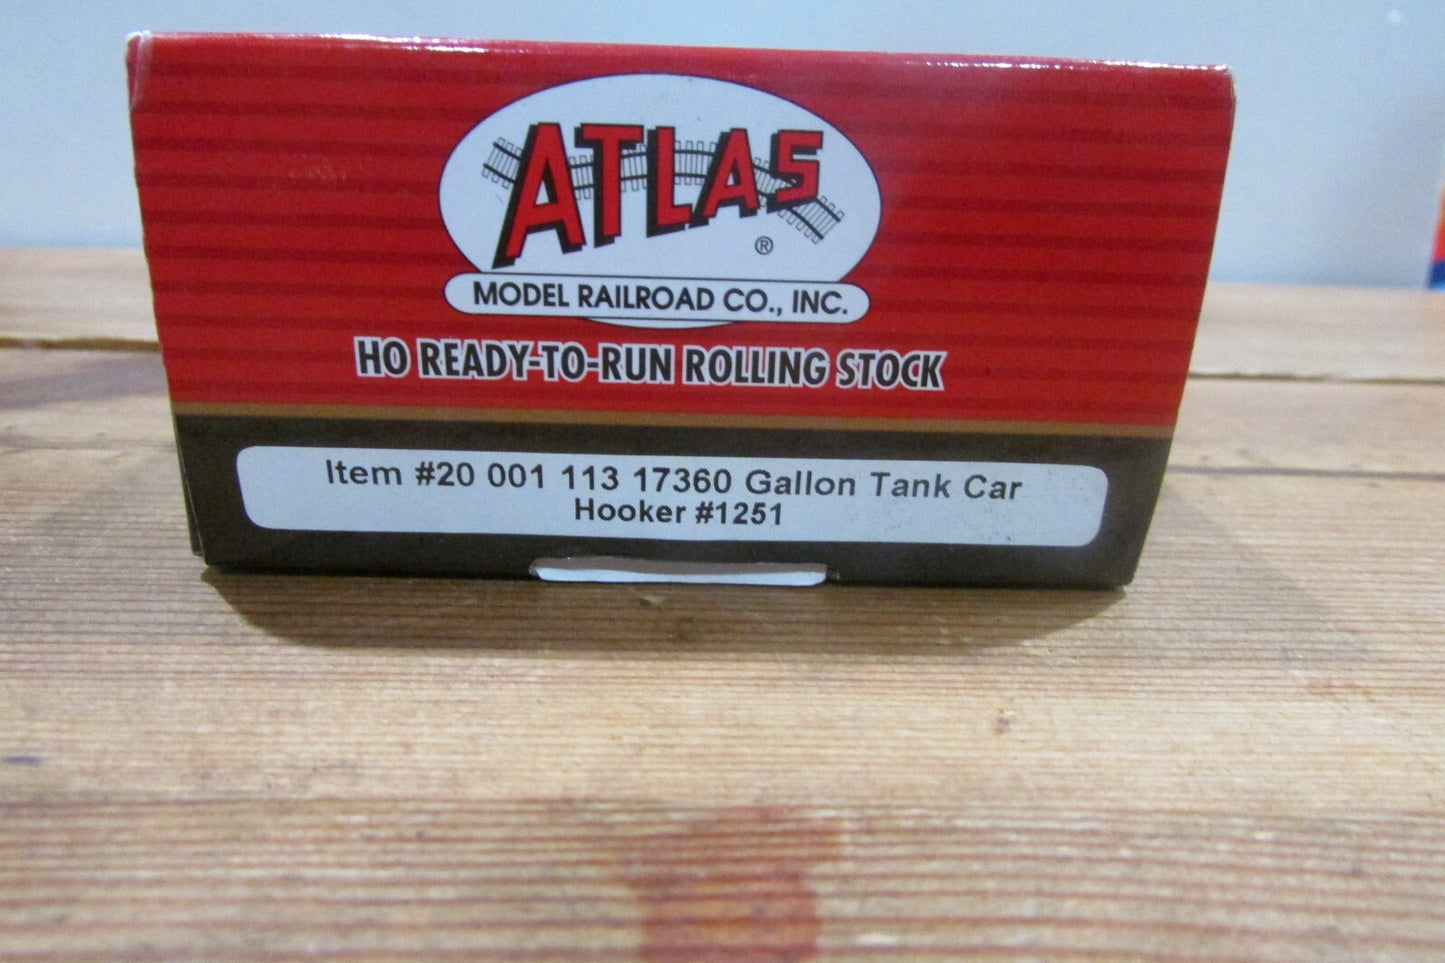 ATLAS
®
MODEL RAILROAD CO., INC.
HO READY-TO-RUN ROLLING STOCK
Item #20 001 113 17360 Gallon Tank Car
Hooker #1251